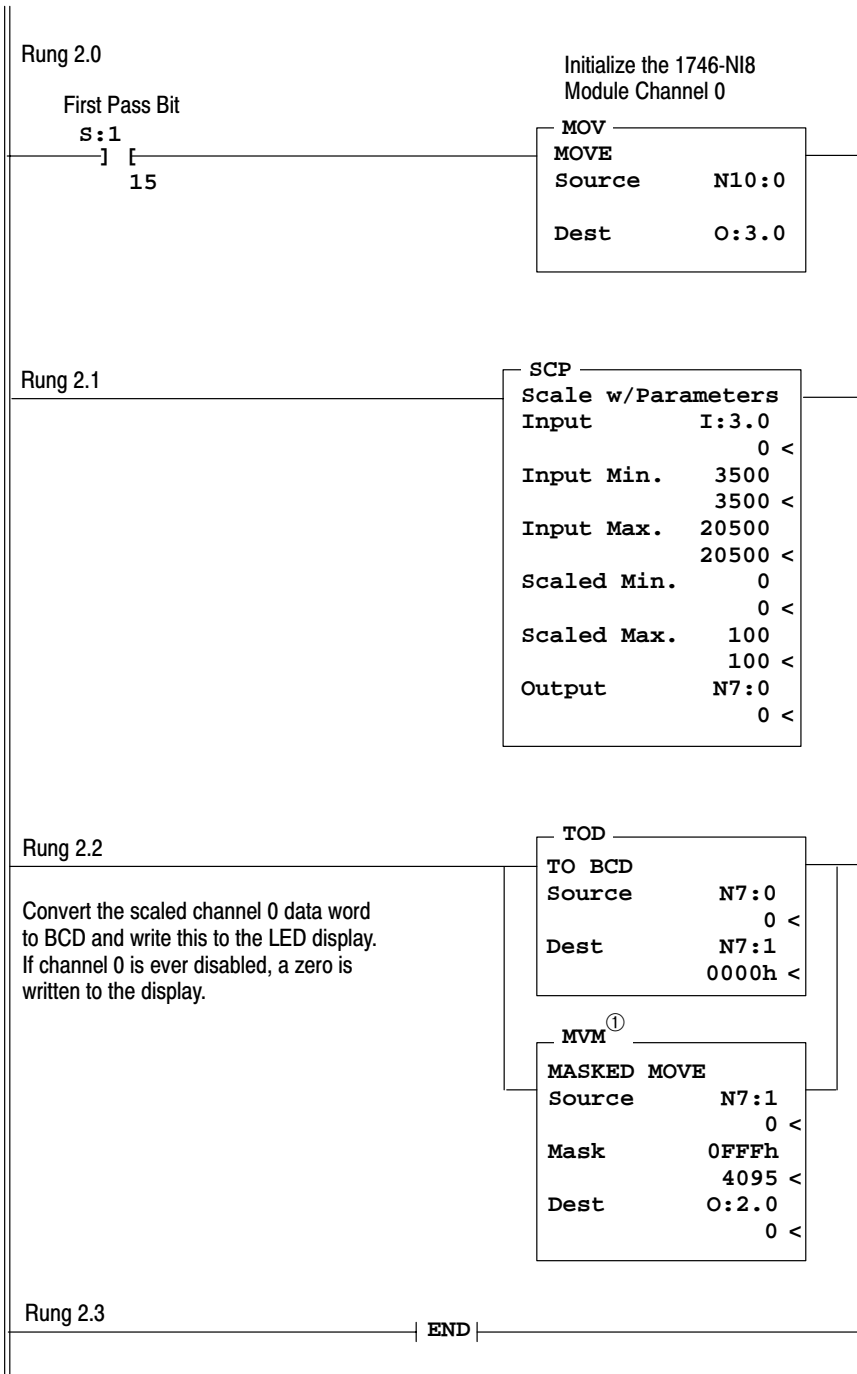 Rung 2.0
Initialize the 1746-NI8
Module Channel 0
First Pass Bit
S:1
] [
15
MOV
MOVE
Source N10:0
Dest O:3.0
Rung 2.1
SCP
Scale w/Parameters
Input I:3.0
0 <
Input Min. 3500
3500 <
Input Max. 20500
20500 <
Scaled Min. 0
0 <
Scaled Max. 100
100 <
Output N7:0
0 <
Rung 2.2
Convert the scaled channel 0 data word
to BCD and write this to the LED display.
If channel 0 is ever disabled, a zero is
written to the display.
TOD
TO BCD
Source N7:0
0 <
Dest N7:1
0000h <
MVM①
MASKED MOVE
Source N7:1
0 <
Mask 0FFFh
4095 <
Dest O:2.0
0 <
Rung 2.3
END